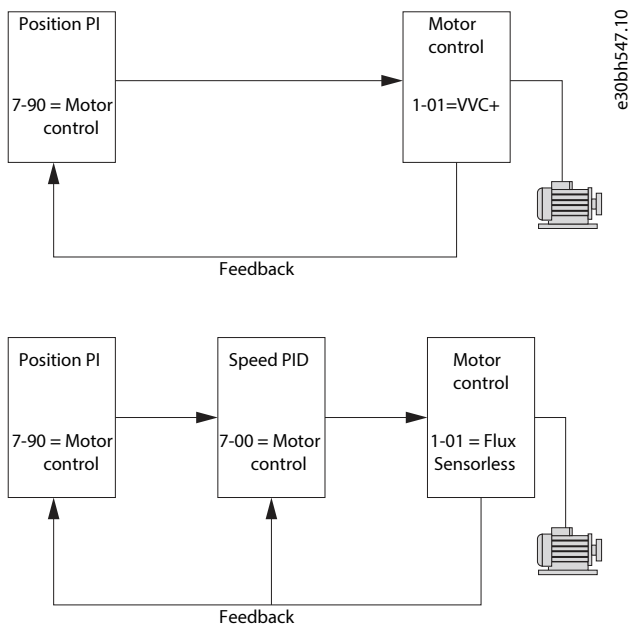 Position PI
7-90 = Motor
control
Motor
control
1-01=VVC+
Feedback
e30bh547.10
Position PI
7-90 = Motor
control
Speed PID
7-00 = Motor
control
Motor
control
1-01 = Flux
Sensorless
Feedback